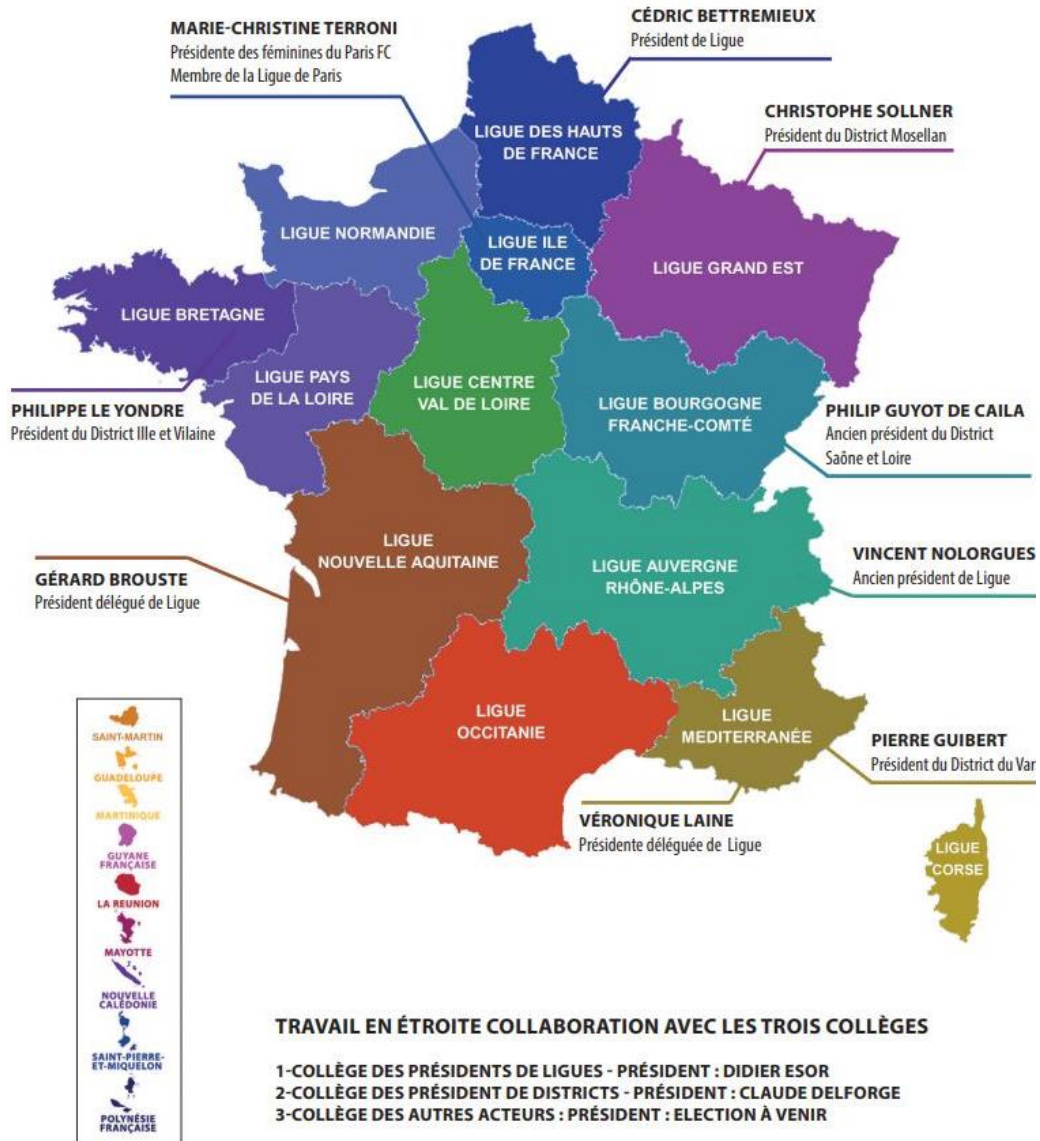 MARIE-CHRISTINE TERRONI
Présidente des féminines du Paris FC
Membre de la Ligue de Paris
CÉDRIC BETTREMIEUX
Président de Ligue
CHRISTOPHE SOLLNER
Président du District Mosellan
LIGUE DES HAUTS
DE FRANCE
LIGUE NORMANDIE
LIGUE ILE
DE FRANCE
LIGUE GRAND EST
LIGUE BRETAGNE
LIGUE PAYS
DE LA LOIRE
LIGUE CENTRE
VAL DE LOIRE
LIGUE BOURGOGNE
FRANCHE-COMTÉ
PHILIPPE LE YONDRE
Président du District Ille et Vilaine
PHILIP GUYOT DE CAILA
Ancien président du District
Saône et Loire
LIGUE
NOUVELLE AQUITAINE
LIGUE AUVERGNE
RHÔNE-ALPES
VINCENT NOLORGUES
Ancien président de Ligue
GÉRARD BROUSTE
Président délégué de Ligue
LIGUE
OCCITANIE
LIGUE
MEDITERRANÉE
PIERRE GUIBERT
Président du District du Var
VÉRONIQUE LAINE
Présidente déléguée de Ligue
LIGUE
CORSE
SAINT-MARTIN
GUADELOUPE
MARTINIQUE
GUYANE
FRANÇAISE
LA REUNION
MAYOTTE
NOUVELLE
CALÉDONIE
SAINT-PIERRE-
ET-MIQUELON
POLYNÉSIE
FRANÇAISE
TRAVAIL EN ÉTROITE COLLABORATION AVEC LES TROIS COLLÈGES
1-COLLÈGE DES PRÉSIDENTS DE LIGUES - PRÉSIDENT : DIDIER ESOR
2-COLLÈGE DES PRÉSIDENT DE DISTRICTS - PRÉSIDENT : CLAUDE DELFORGE
3-COLLÈGE DES AUTRES ACTEURS : PRÉSIDENT : ELECTION À VENIR